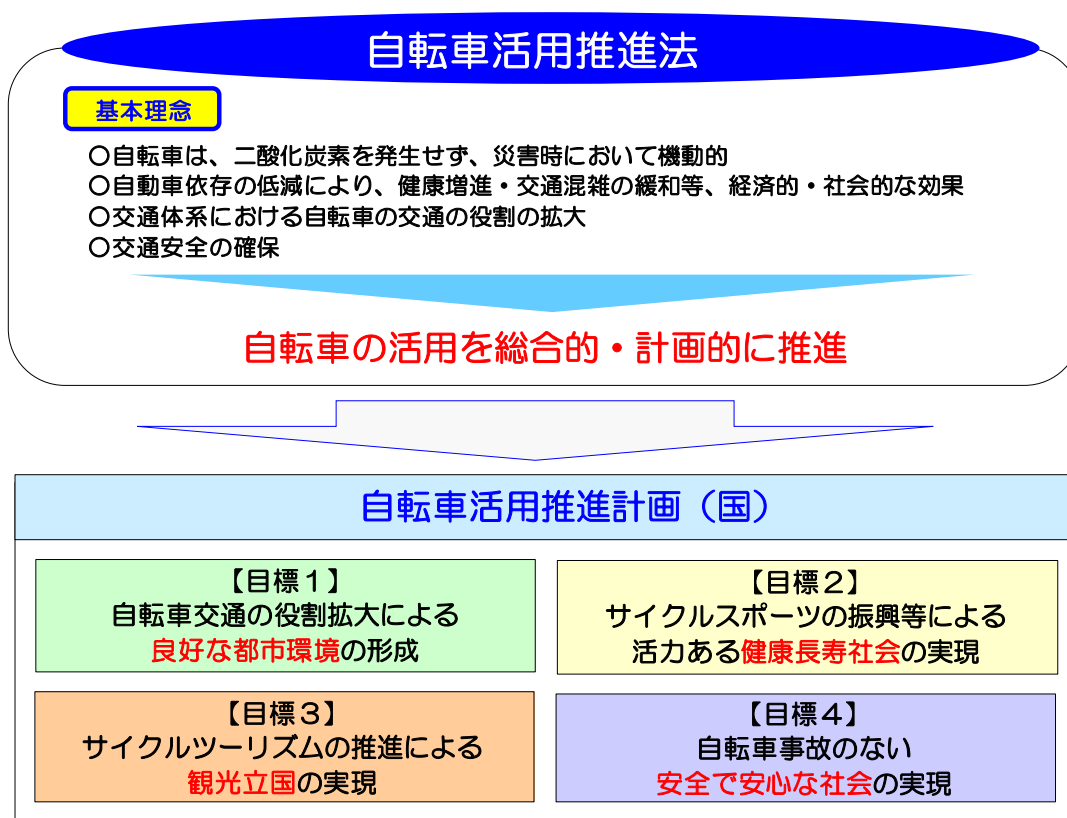 自転車活用推進法
基本理念
○自転車は、二酸化炭素を発生せず、災害時において機動的
○自動車依存の低減により、健康増進・交通混雑の緩和等、経済的・社会的な効果
○交通体系における自転車の交通の役割の拡大
○交通安全の確保
自転車の活用を総合的・計画的に推進
自転車活用推進計画（国）
【目標１】
自転車交通の役割拡大による
良好な都市環境の形成
【目標２】
サイクルスポーツの振興等による
活力ある健康長寿社会の実現
【目標３】
サイクルツーリズムの推進による
観光立国の実現
【目標４】
自転車事故のない
安全で安心な社会の実現